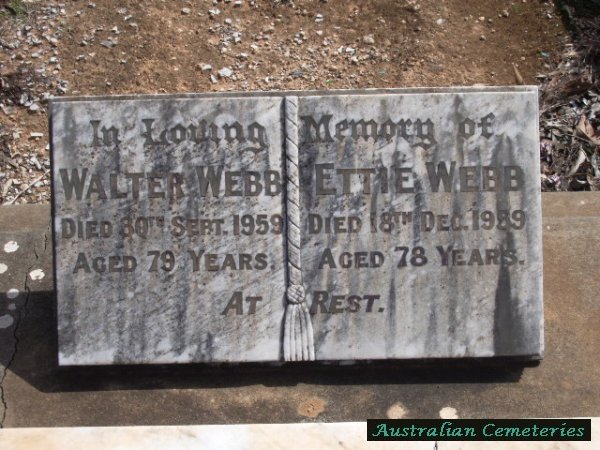 In Loving Memory of
WALTER WEBB
DIED 30TH SEPT. 1959
AGED 79 YEARS.
ETTIE WEBB
DIED 18TH DEC. 1959
AGED 78 YEARS.
AT REST.
Australian Cemeteries